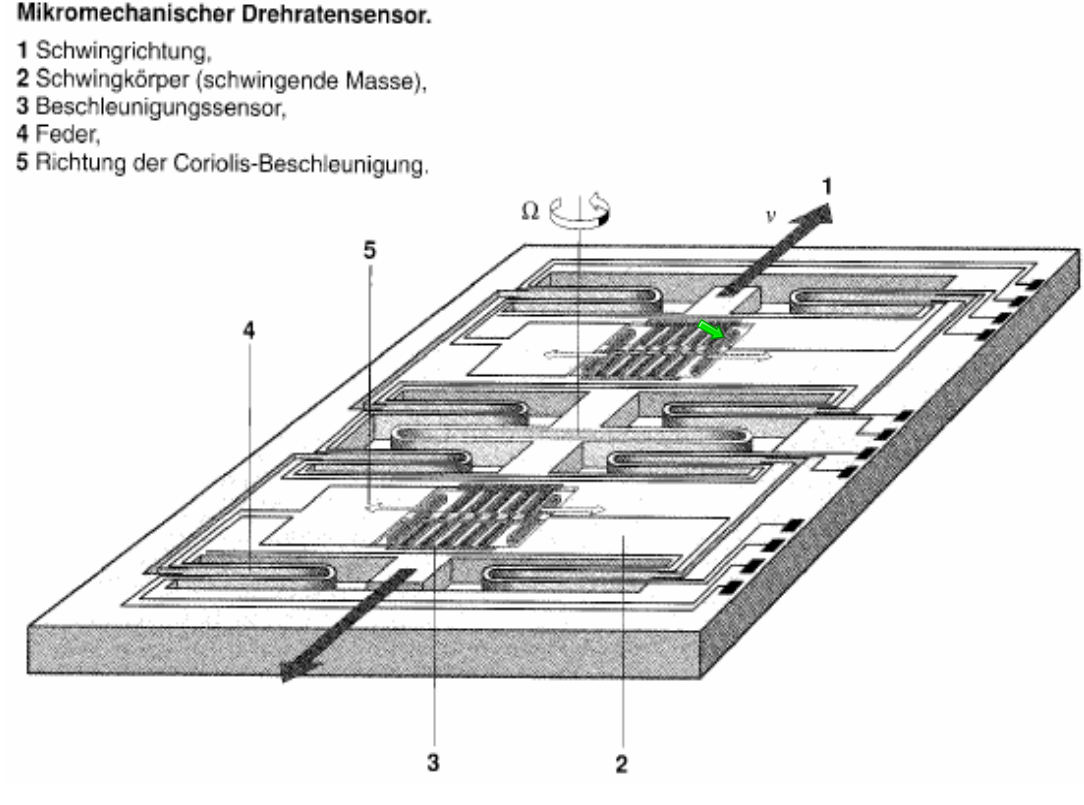 Mikromechanischer Drehratensensor.
1 Schwingrichtung,
2 Schwingkörper (schwingende Masse),
3 Beschleunigungssensor,
4 Feder,
5 Richtung der Coriolis-Beschleunigung.
1
Ω
v
5
4
3
2